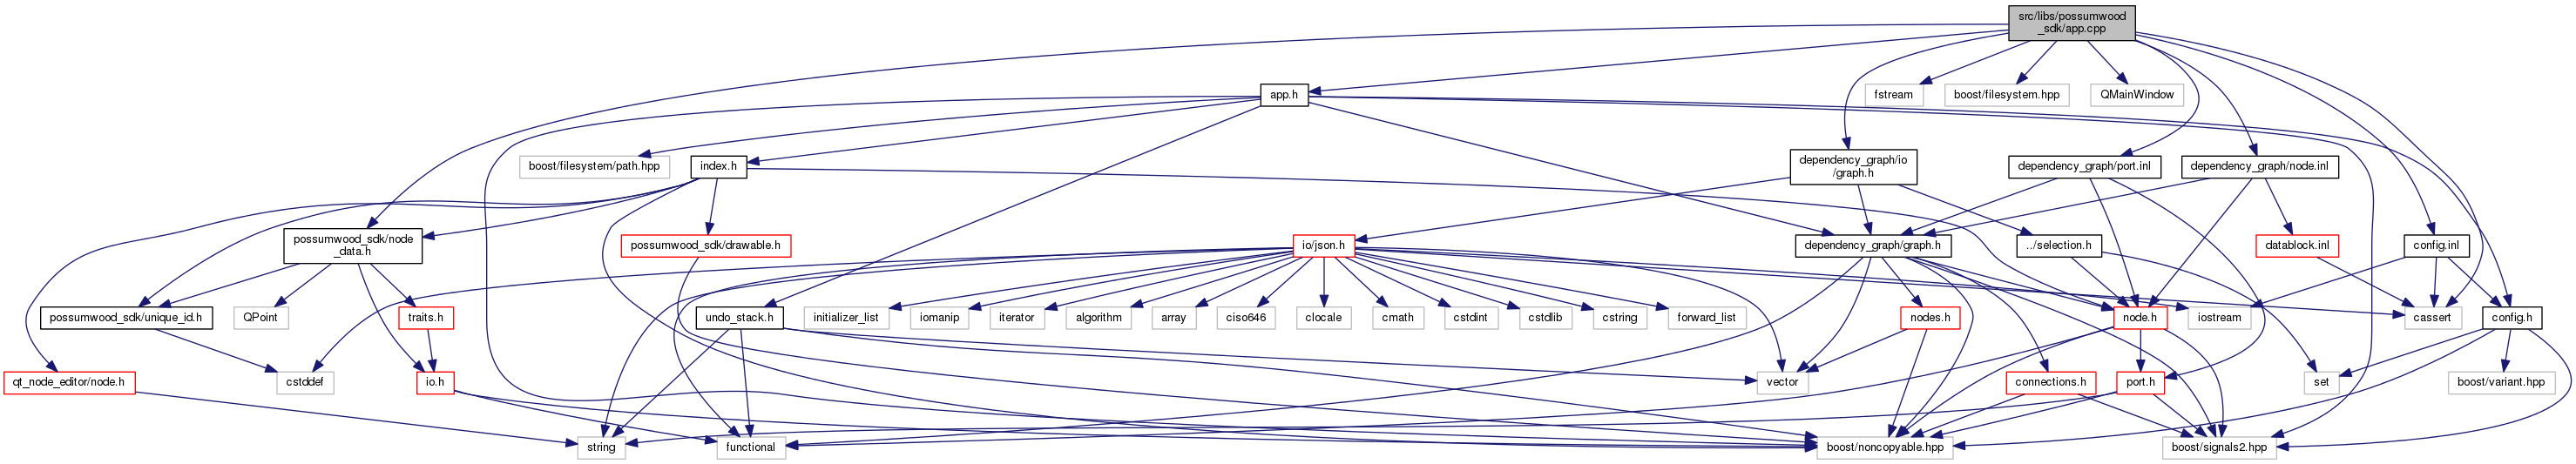 src/libs/possumwood
_sdk/app.cpp
app.h
fstream
boost/filesystem.hpp
QMainWindow
boost/filesystem/path.hpp
index.h
dependency_graph/io
/graph.h
dependency_graph/port.inl
dependency_graph/node.inl
possumwood_sdk/node
_data.h
possumwood_sdk/drawable.h
io/json.h
dependency_graph/graph.h
../selection.h
datablock.inl
config.inl
possumwood_sdk/unique_id.h
QPoint
traits.h
undo_stack.h
initializer_list
iomanip
iterator
algorithm
array
ciso646
clocale
cmath
cstdint
cstdlib
cstring
forward_list
nodes.h
node.h
iostream
cassert
config.h
qt_node_editor/node.h
cstddef
io.h
vector
connections.h
port.h
set
boost/variant.hpp
string
functional
boost/noncopyable.hpp
boost/signals2.hpp